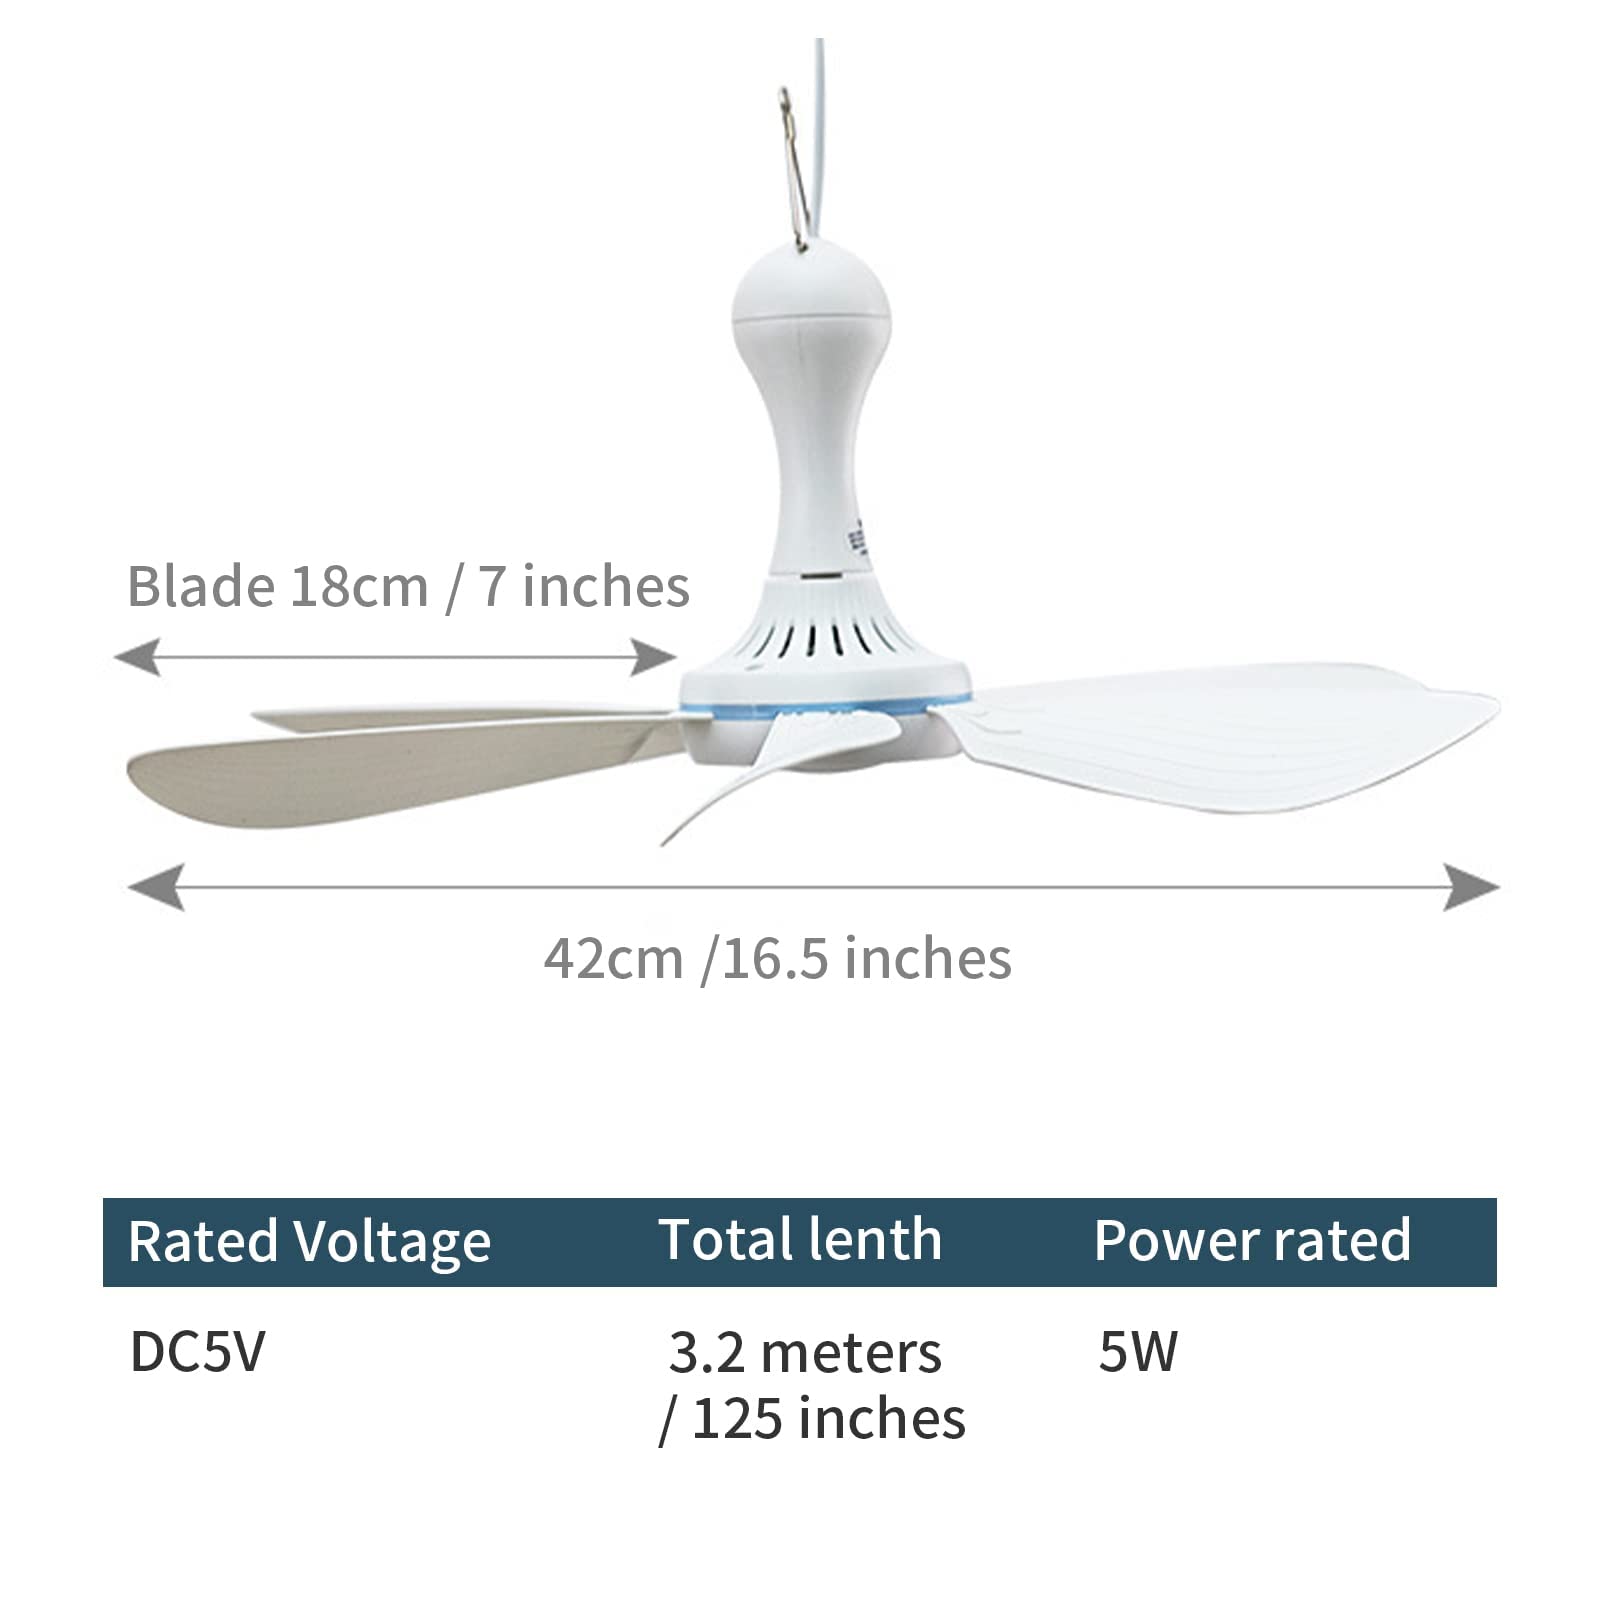 Blade 18cm / 7 inches
42cm /16.5 inches
Rated Voltage
Total lenth
Power rated
DC5V
3.2 meters
/ 125 inches
5W